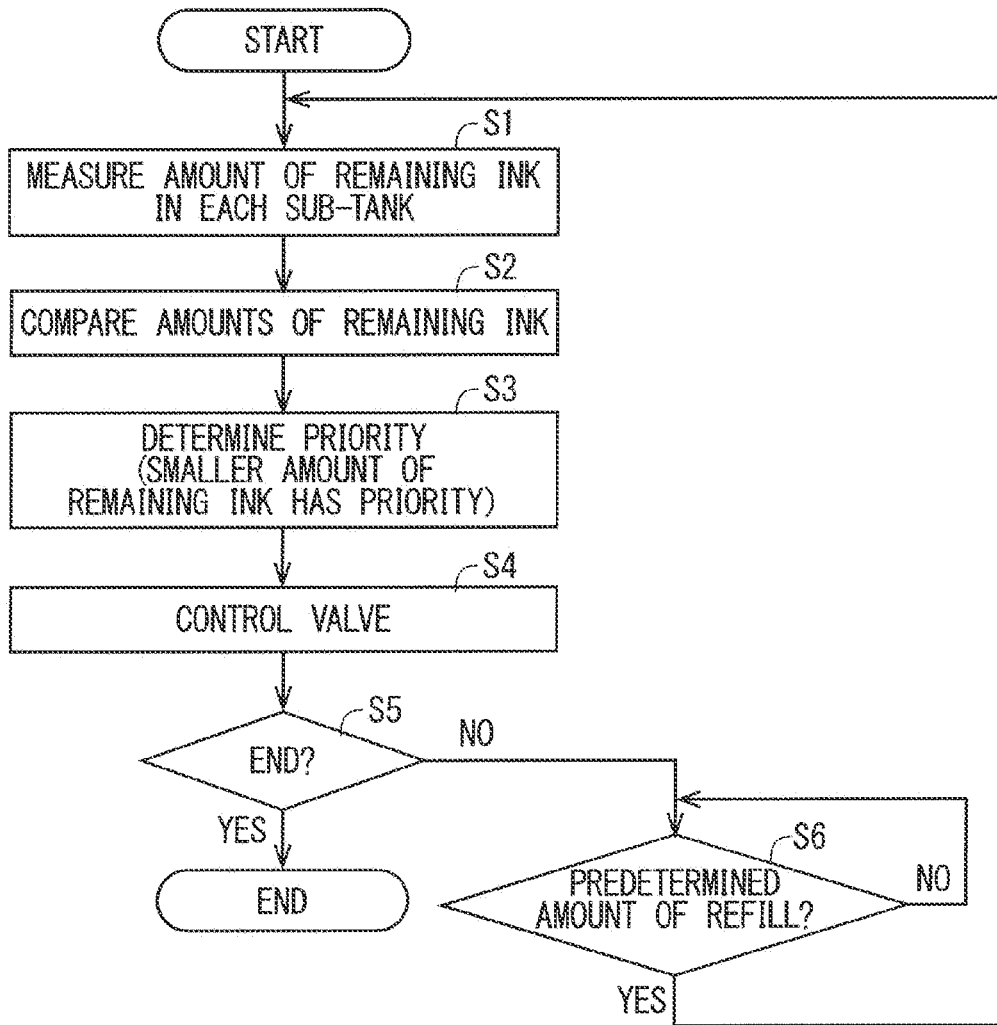 START
S1
MEASURE AMOUNT OF REMAINING INK
IN EACH SUB-TANK
S2
COMPARE AMOUNTS OF REMAINING INK
S3
DETERMINE PRIORITY
(SMALLER AMOUNT OF
REMAINING INK HAS PRIORITY)
S4
CONTROL VALVE
S5
END?
NO
YES
END
S6
PREDETERMINED
AMOUNT OF REFILL?
NO
YES